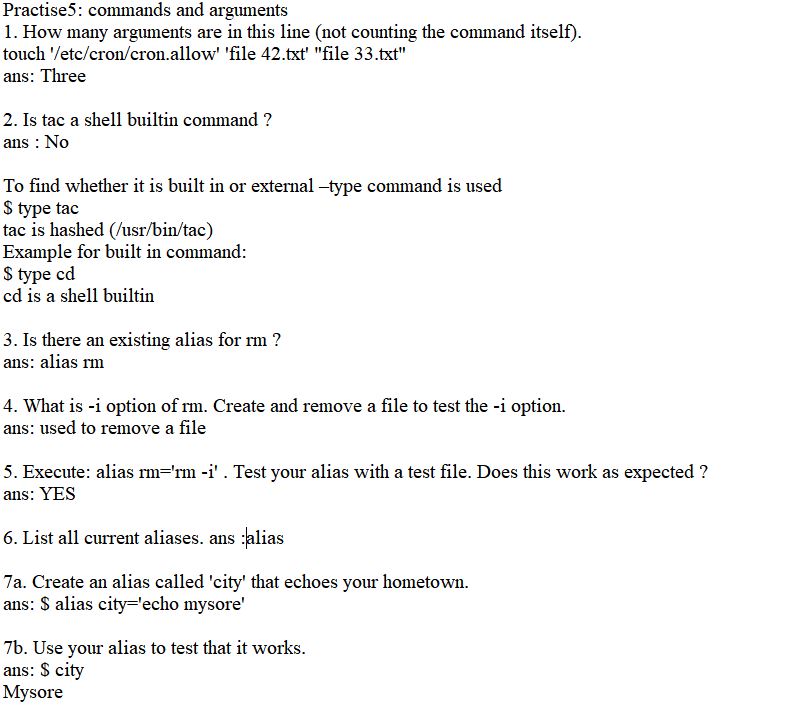 Practise5: commands and arguments
1. How many arguments are in this line (not counting the command itself).
touch '/etc/cron/cron.allow' 'file 42.txt' "file 33.txt"
ans: Three
2. Is tac a shell builtin command ?
ans : No
To find whether it is built in or external –type command is used
$ type tac
tac is hashed (/usr/bin/tac)
Example for built in command:
$ type cd
cd is a shell builtin
3. Is there an existing alias for rm ?
ans: alias rm
4. What is -i option of rm. Create and remove a file to test the -i option.
ans: used to remove a file
5. Execute: alias rm='rm -i' . Test your alias with a test file. Does this work as expected ?
ans: YES
6. List all current aliases. ans :alias
7a. Create an alias called 'city' that echoes your hometown.
ans: $ alias city='echo mysore'
7b. Use your alias to test that it works.
ans: $ city
Mysore